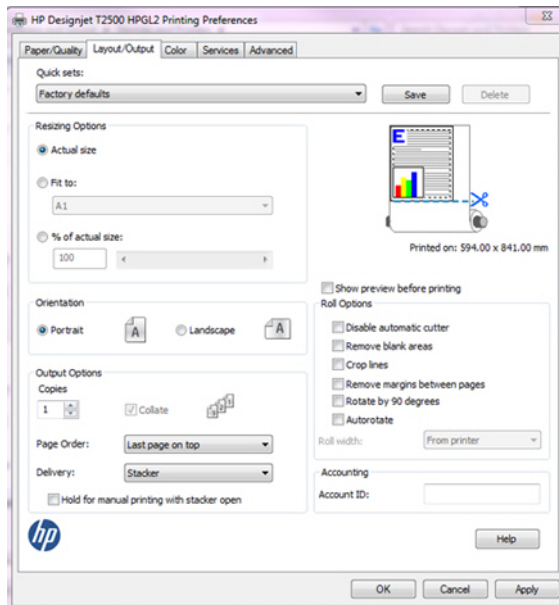 HP Designjet T2500 HPGL2 Printing Preferences
Paper/Quality Layout/Output Color Services Advanced
Quick sets:
Factory defaults
Save
Delete
Resizing Options
Actual size
Fit to:
A1
% of actual size:
100
E
Printed on: 594.00 x 841.00 mm
Show preview before printing
Orientation
Portrait
A
Landscape
A
Output Options
Copies
1
Collate
3 2 1
Page Order:
Last page on top
Delivery:
Stacker
Hold for manual printing with stacker open
Roll Options
Disable automatic cutter
Remove blank areas
Crop lines
Remove margins between pages
Rotate by 90 degrees
Autorotate
Roll width:
From printer
Accounting
Account ID:
hp
Help
OK
Cancel
Apply